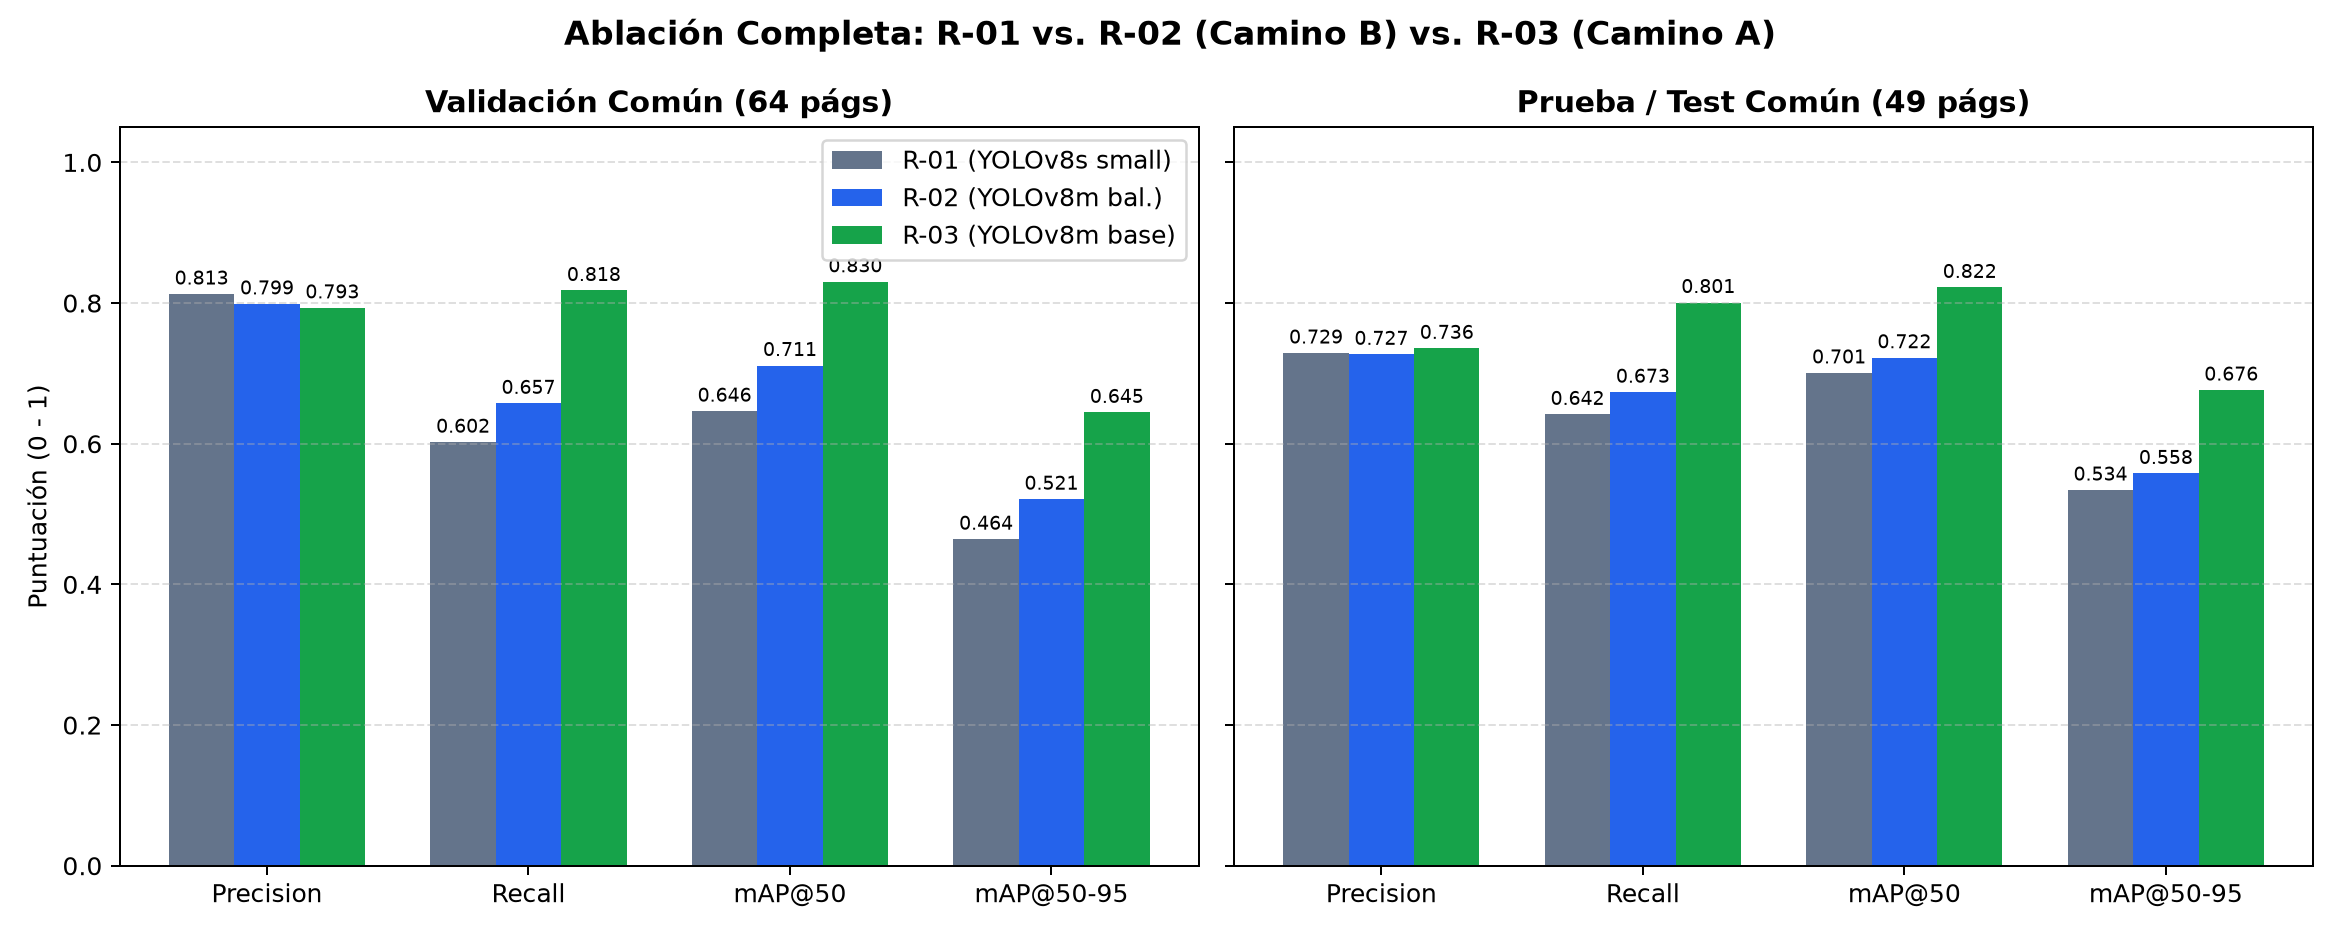 Ablación Completa: R-01 vs. R-02 (Camino B) vs. R-03 (Camino A)
Validación Común (64 págs)
Puntuación (0 - 1)
1.0
0.8
0.6
0.4
0.2
0.0
R-01 (YOLOv8s small)
R-02 (YOLOv8m bal.)
R-03 (YOLOv8m base)
0.813 0.799 0.793
0.602 0.657 0.818
0.646 0.711 0.830
0.464 0.521 0.645
Precision Recall mAP@50 mAP@50-95
Prueba / Test Común (49 págs)
0.729 0.727 0.736
0.642 0.673 0.801
0.701 0.722 0.822
0.534 0.558 0.676
Precision Recall mAP@50 mAP@50-95